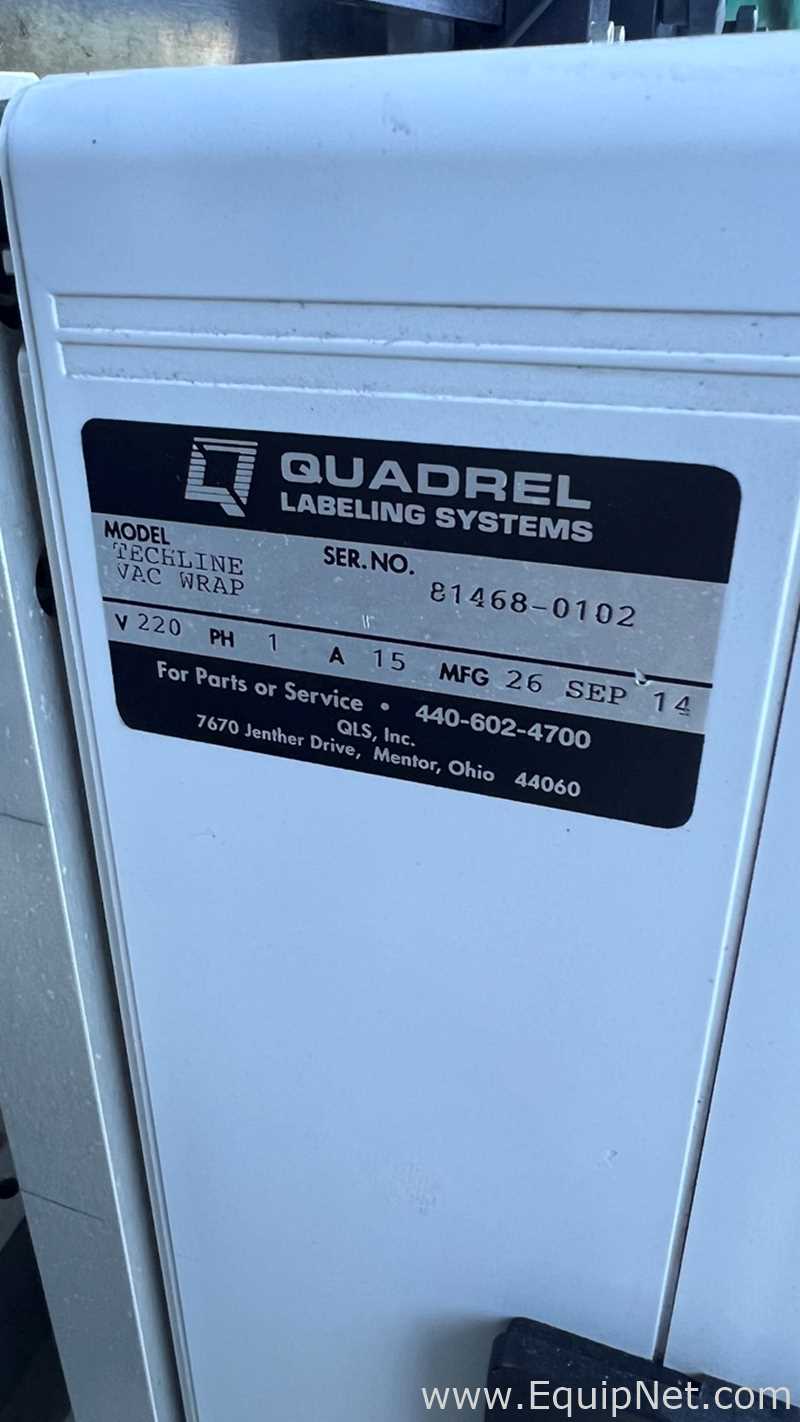 QUADREL
LABELING SYSTEMS
MODEL
TECHLINE
VAC WRAP
SER. NO.
81468-0102
V 220 PH 1 A 15 MFG 26 SEP 14
For Parts or Service • 440-602-4700
QLS, Inc.
7670 Jenther Drive, Mentor, Ohio 44060
www.EquipNet.com